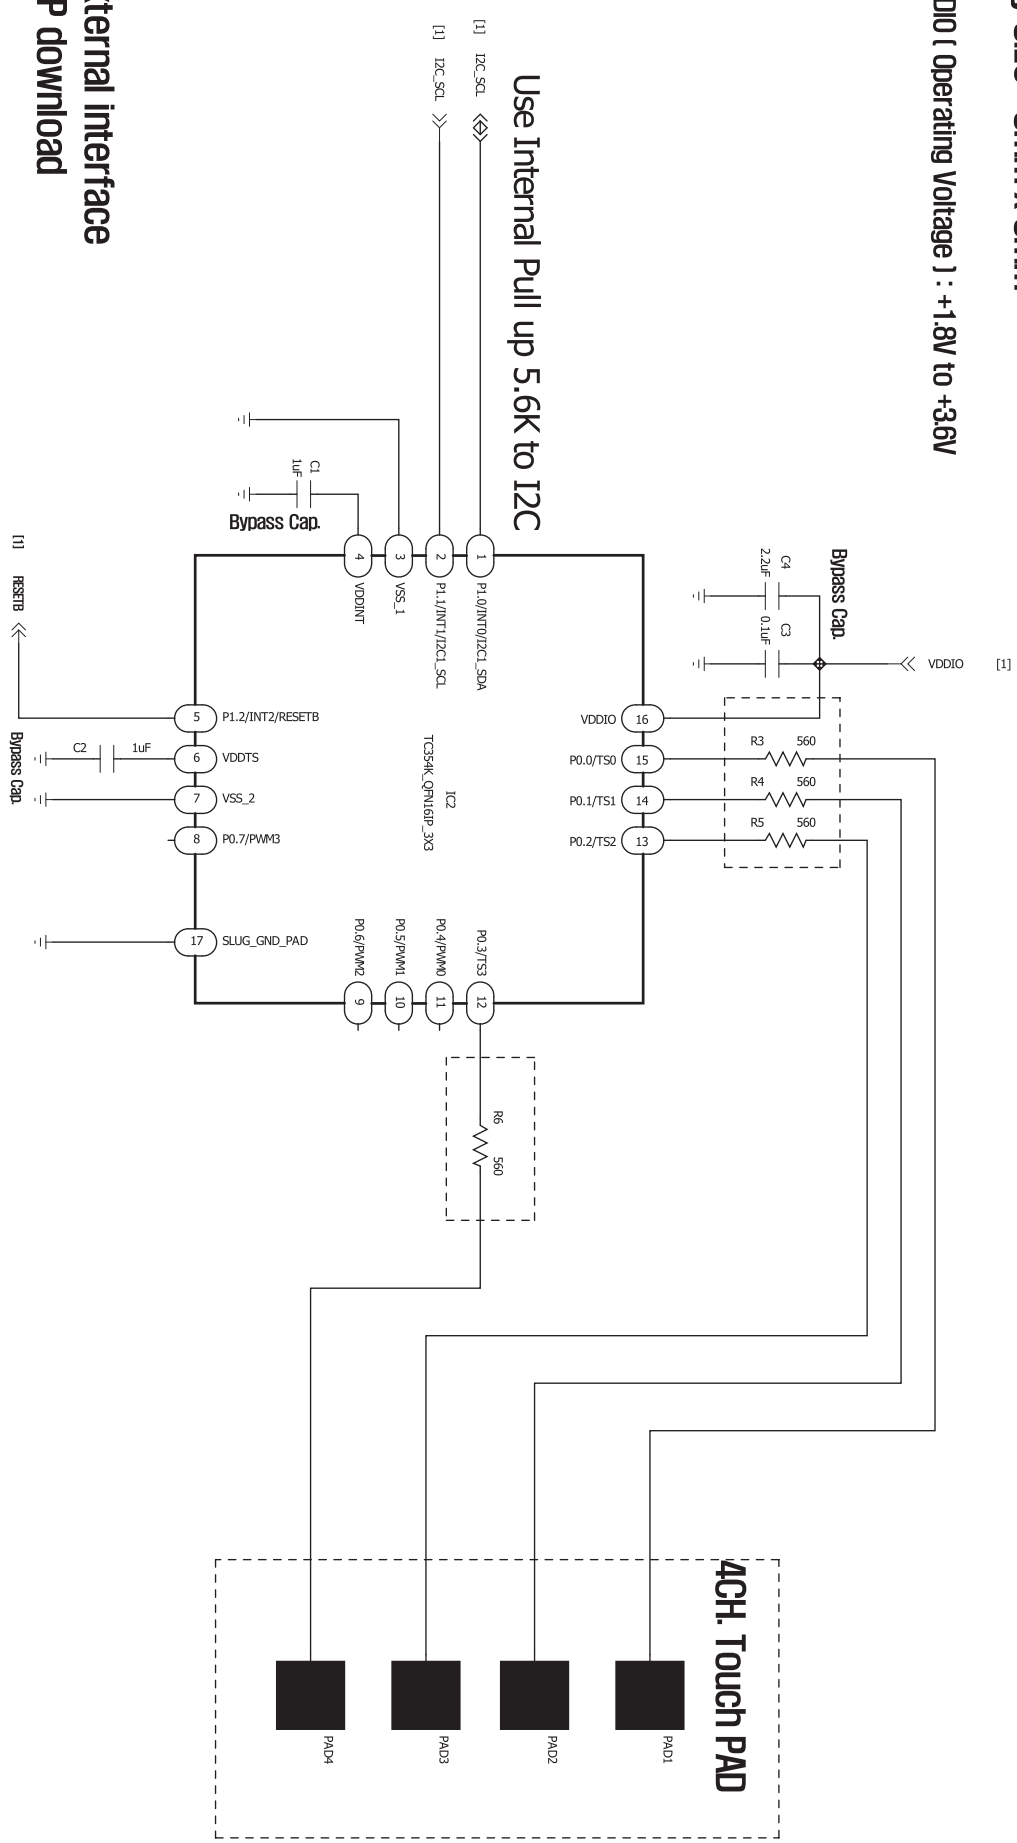 DIO ( Operating Voltage ) : +1.8V to +3.6V
Use Internal Pull up 5.6K to I2C
[1] I2C_SCL
[1] I2C_SCL
ternal interface
P download
C1
1uF
Bypass Cap.
[1] RESETB
Bypass Cap.
C4
2.2uF
C3
0.1uF
VDDIO [1]
1 P1.0/INT0/I2C1_SDA
2 P1.1/INT1/I2C1_SCL
3 VSS_1
4 VDDINT
5 P1.2/INT2/RESETB
C2 1uF
Bypass Cap.
6 VDDTS
7 VSS_2
8 P0.7/PWM3
17 SLUG_GND_PAD
IC2
TC354K_QFN16IP_3X3
VDDIO 16
P0.0/TS0 15
P0.1/TS1 14
P0.2/TS2 13
R3 560
R4 560
R5 560
P0.3/TS3 12
P0.4/PWM0 11
P0.5/PWM1 10
P0.6/PWM2 9
R6 560
4CH. Touch PAD
PAD1
PAD2
PAD3
PAD4